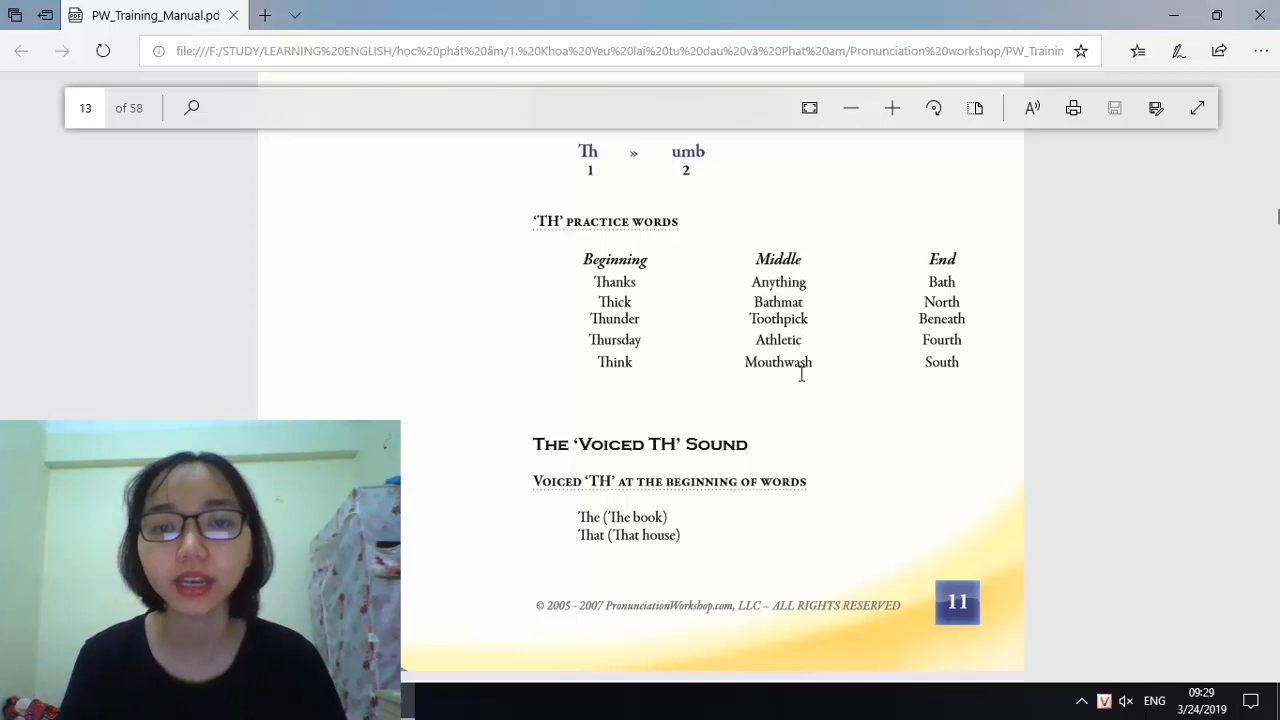 file:///F:/STUDY/LEARNING%20ENGLISH/học%20phát%20âm/1.%20Khoa%20Yeu%20lai%20tu%20dau%20và%20Phat%20am/Pronunciation%20workshop/PW_Trainin
13 of 58
Th » umb
1 2
'TH' PRACTICE WORDS
Beginning Middle End
Thanks Anything Bath
Thick Bathmat North
Thunder Toothpick Beneath
Thursday Athletic Fourth
Think Mouthwash South
THE 'VOICED TH' SOUND
VOICED 'TH' AT THE BEGINNING OF WORDS
The (The book)
That (That house)
© 2005 - 2007 PronunciationWorkshop.com, LLC – ALL RIGHTS RESERVED
11
V ENG 09:29
3/24/2019